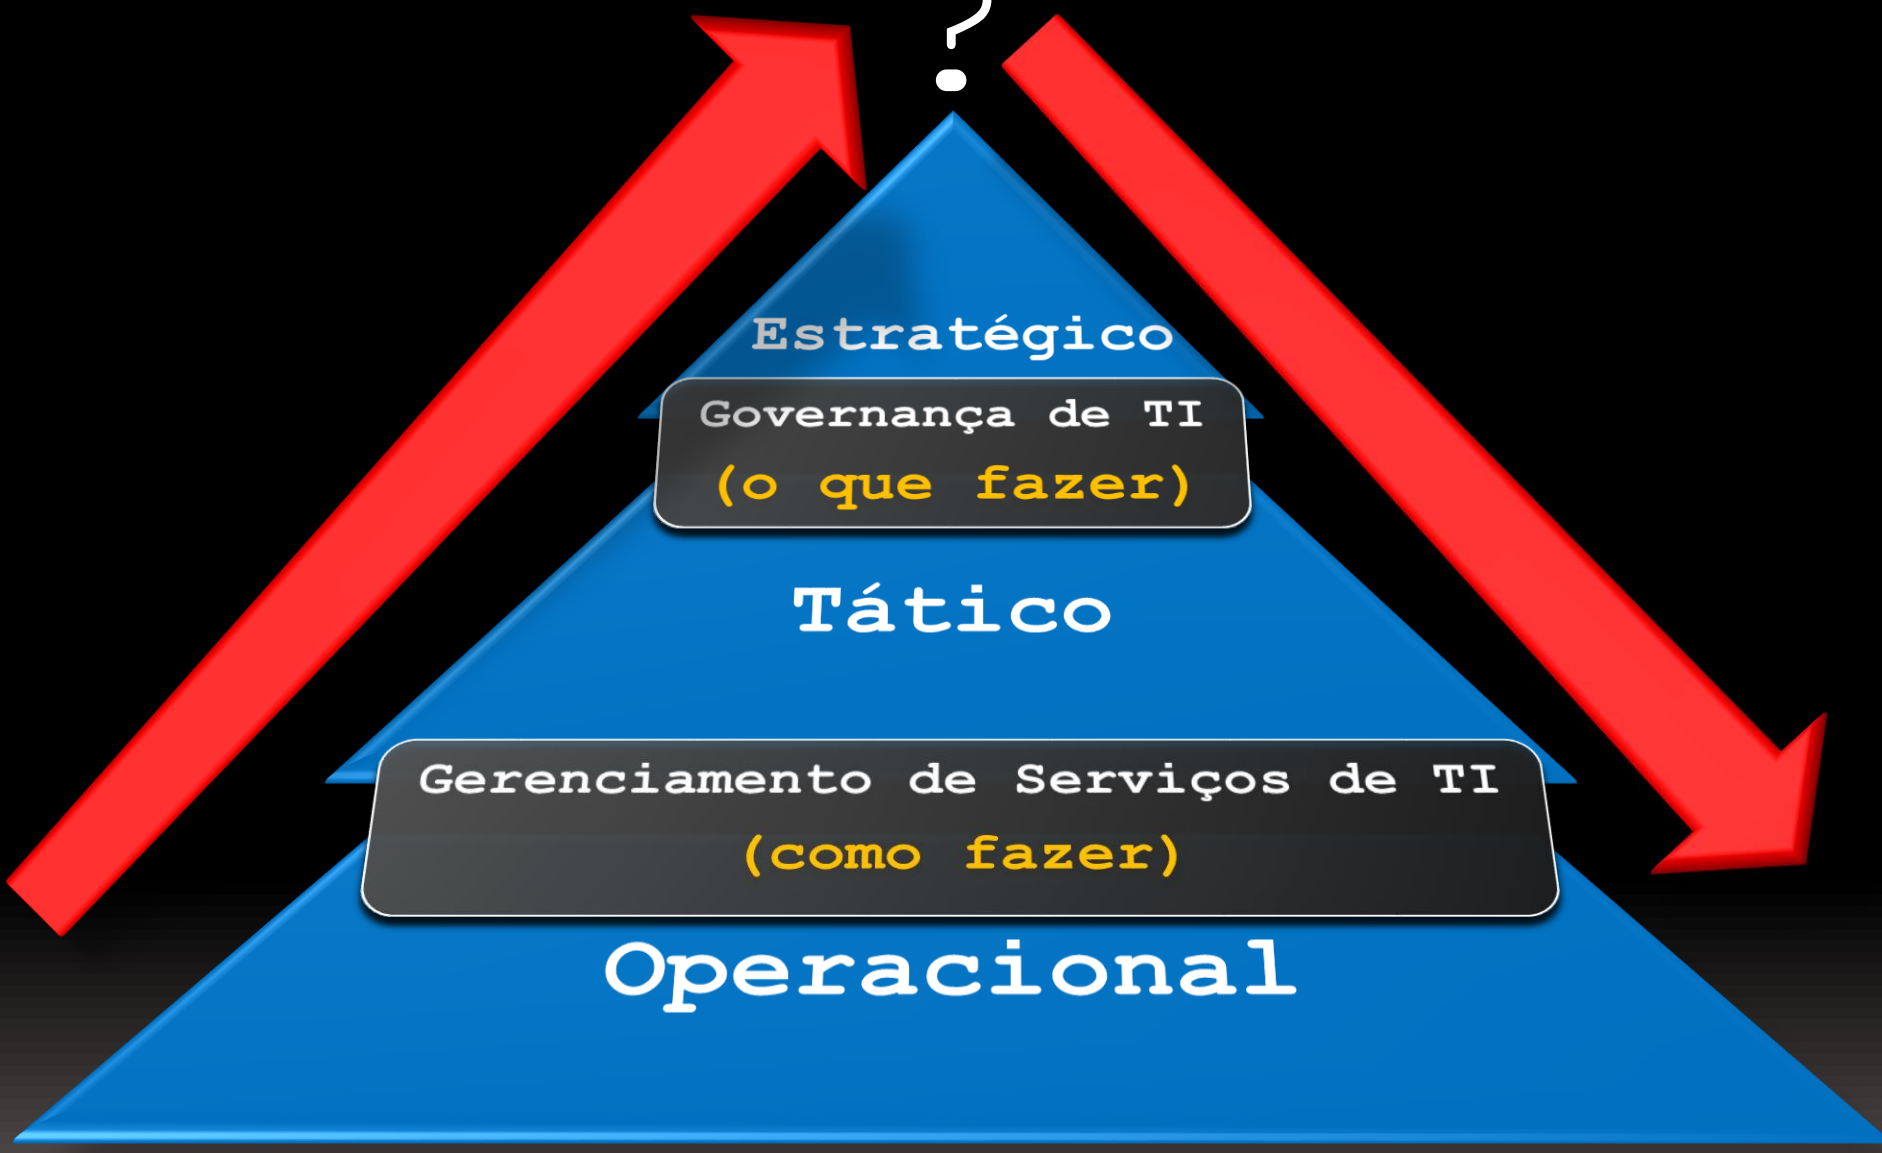 ?
Estratégico
Governança de TI
(o que fazer)
Tático
Gerenciamento de Serviços de TI
(como fazer)
Operacional